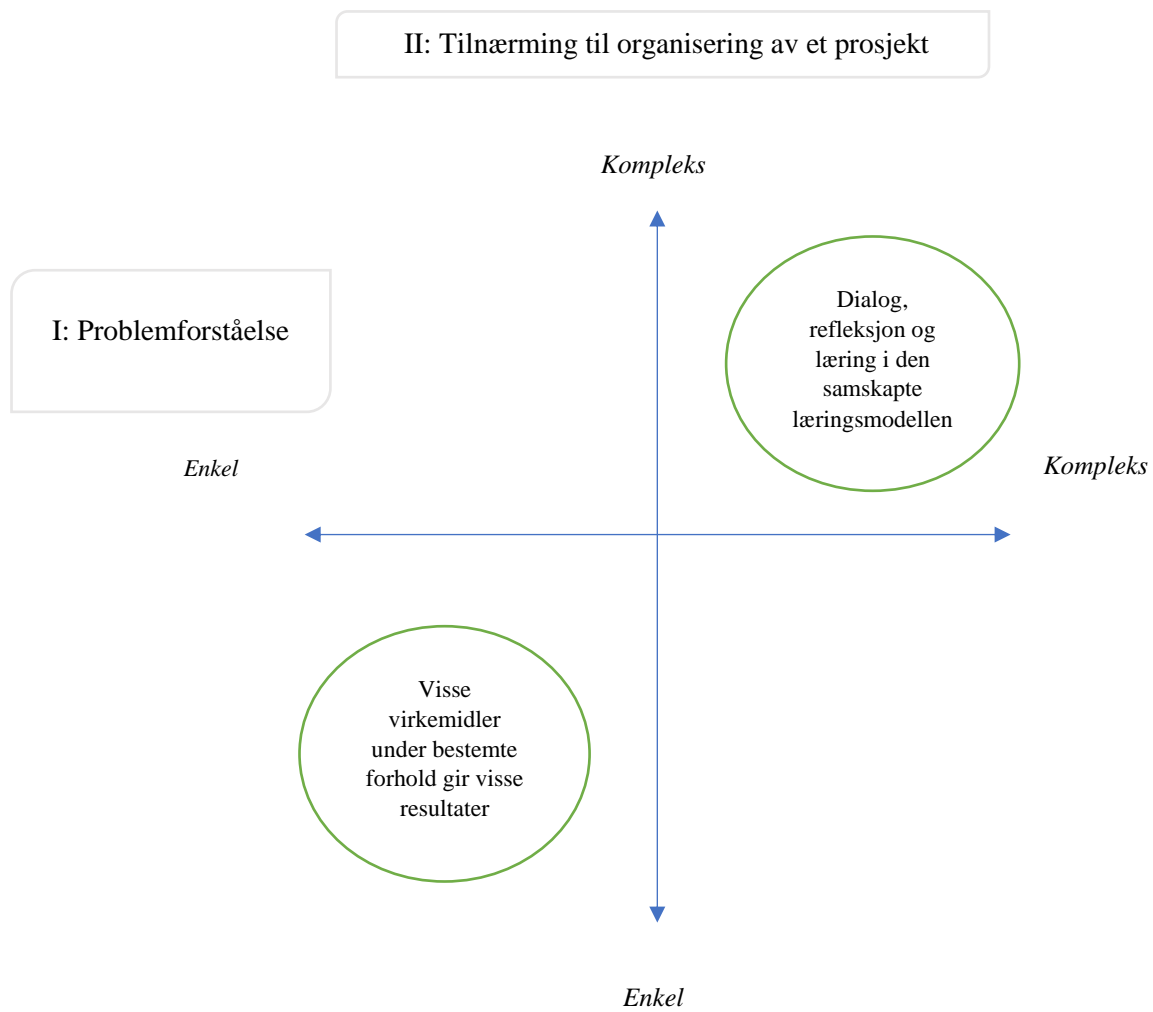 II: Tilnærming til organisering av et prosjekt
Kompleks
I: Problemforståelse
Dialog,
refleksjon og
læring i den
samskapte
læringsmodellen
Enkel
Kompleks
Visse
virkemidler
under bestemte
forhold gir visse
resultater
Enkel